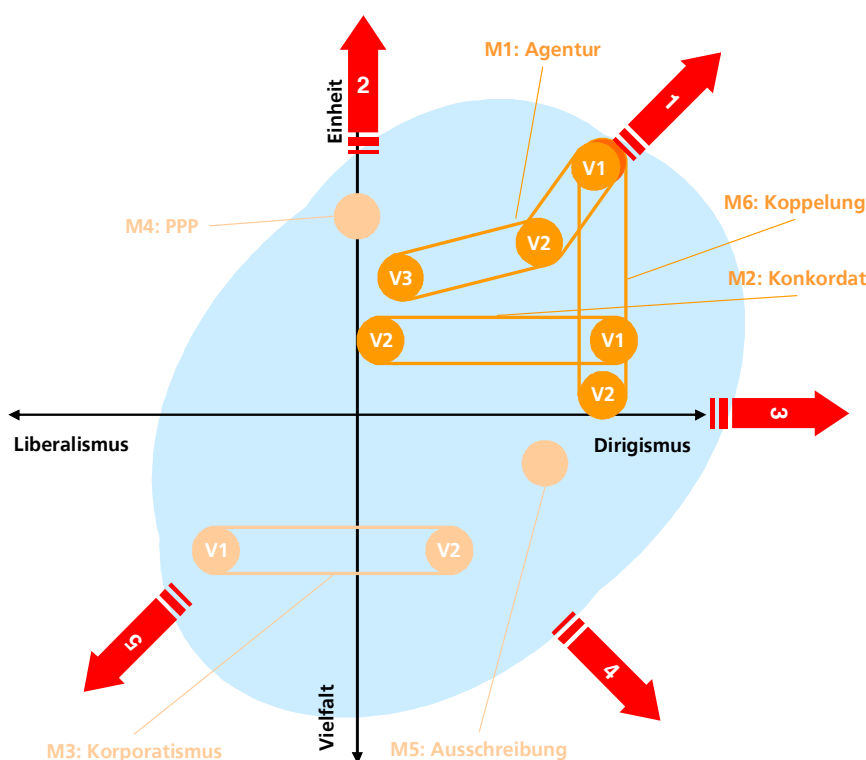 M1: Agentur
2
Einheit
1
V1
M6: Koppelung
M4: PPP
V2
V3
M2: Konkordat
V2
V1
V2
3
Liberalismus
Dirigismus
V1
V2
5
4
Vielfalt
M3: Korporatismus
M5: Ausschreibung